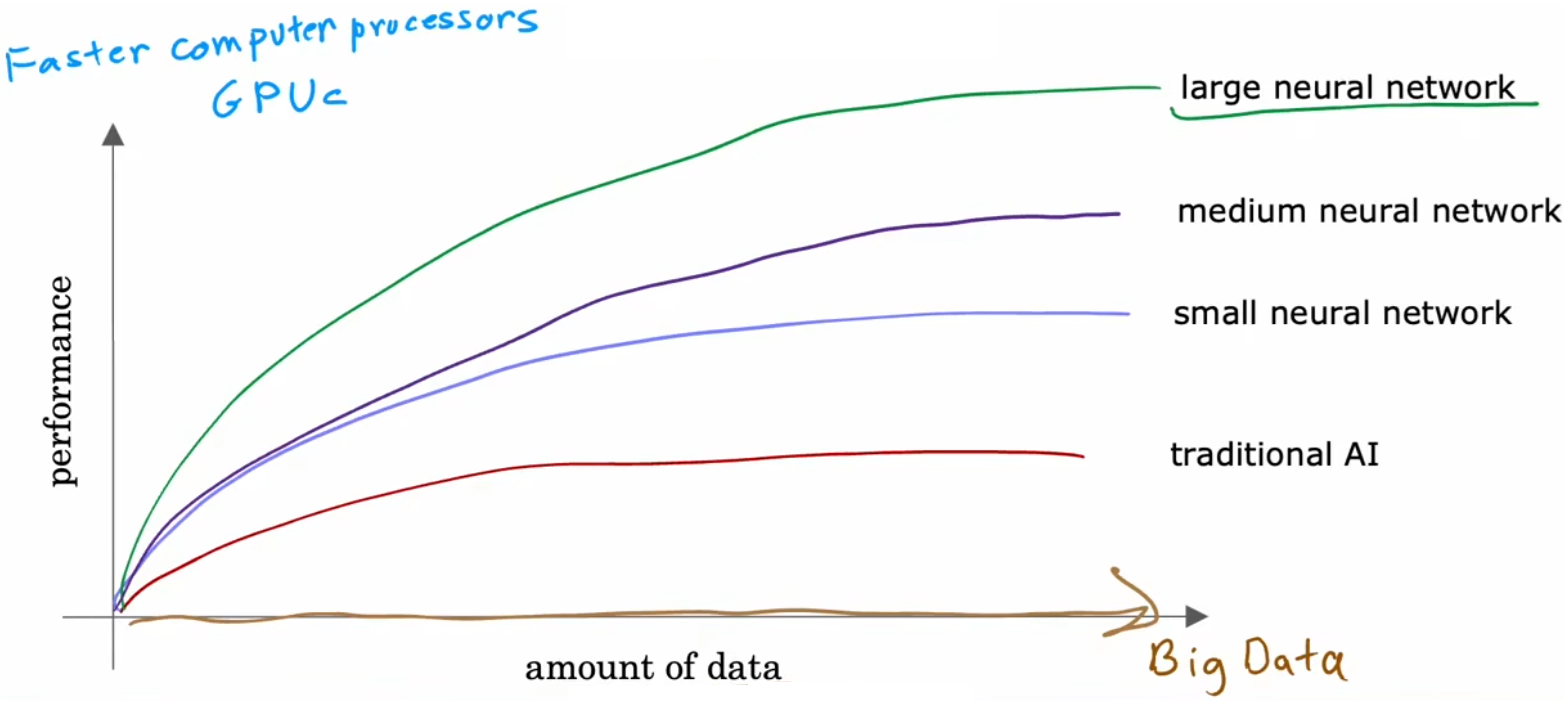 Faster computer processors
GPUc
large neural network
medium neural network
small neural network
traditional AI
performance
amount of data
Big Data